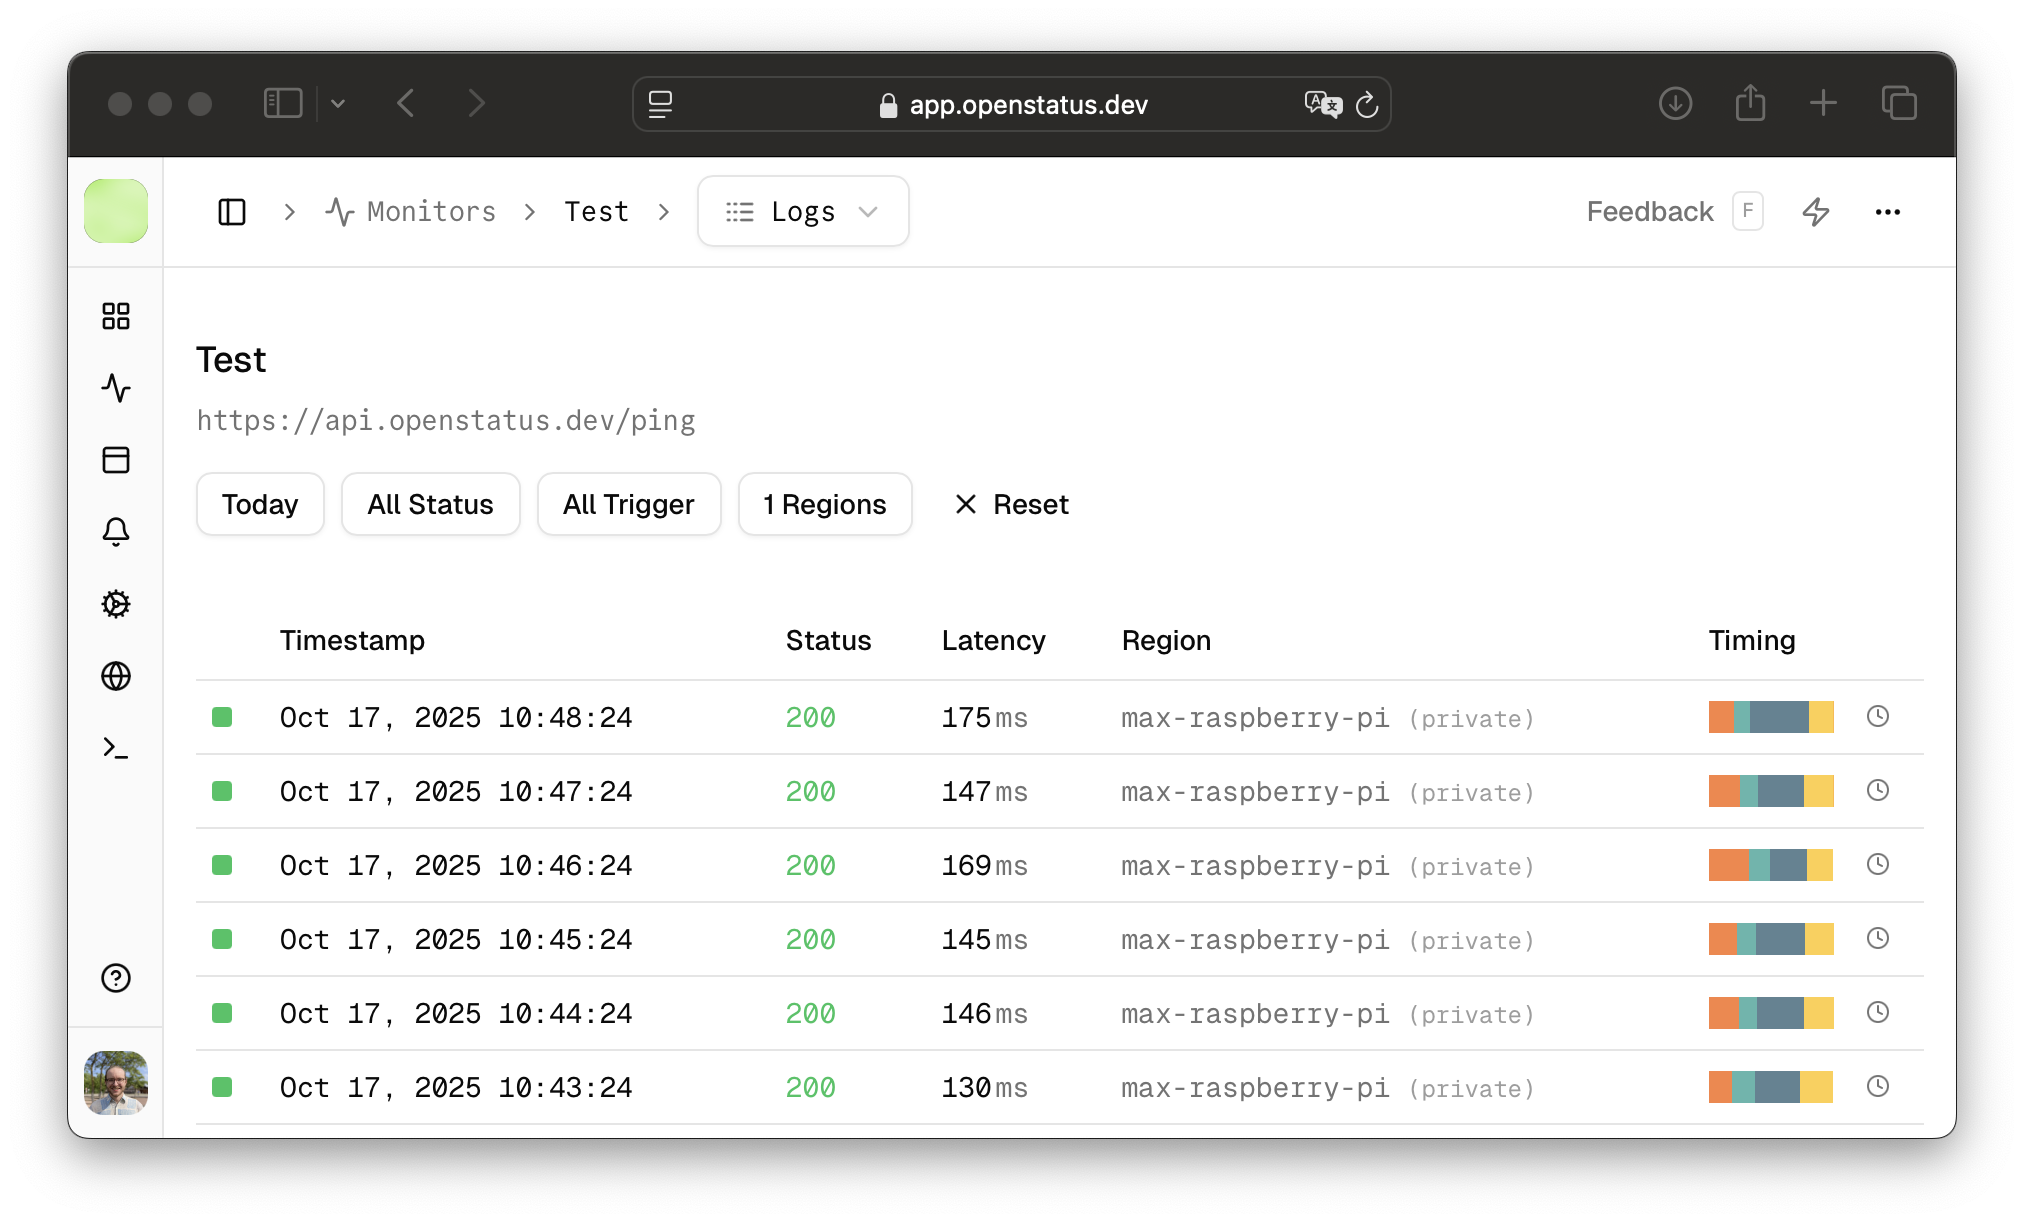 app.openstatus.dev
Monitors Test Logs Feedback F
Test
https://api.openstatus.dev/ping
Today All Status All Trigger 1 Regions Reset
Timestamp Status Latency Region Timing
Oct 17, 2025 10:48:24 200 175ms max-raspberry-pi (private)
Oct 17, 2025 10:47:24 200 147ms max-raspberry-pi (private)
Oct 17, 2025 10:46:24 200 169ms max-raspberry-pi (private)
Oct 17, 2025 10:45:24 200 145ms max-raspberry-pi (private)
Oct 17, 2025 10:44:24 200 146ms max-raspberry-pi (private)
Oct 17, 2025 10:43:24 200 130ms max-raspberry-pi (private)